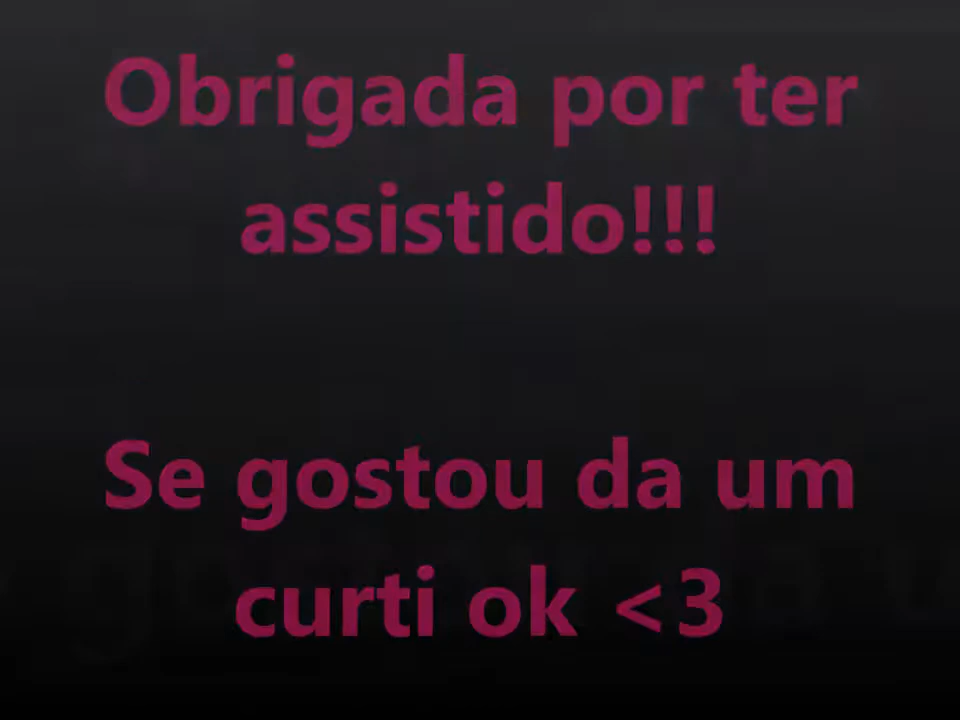 Obrigada por ter
assistido!!!
Se gostou da um
curti ok <3